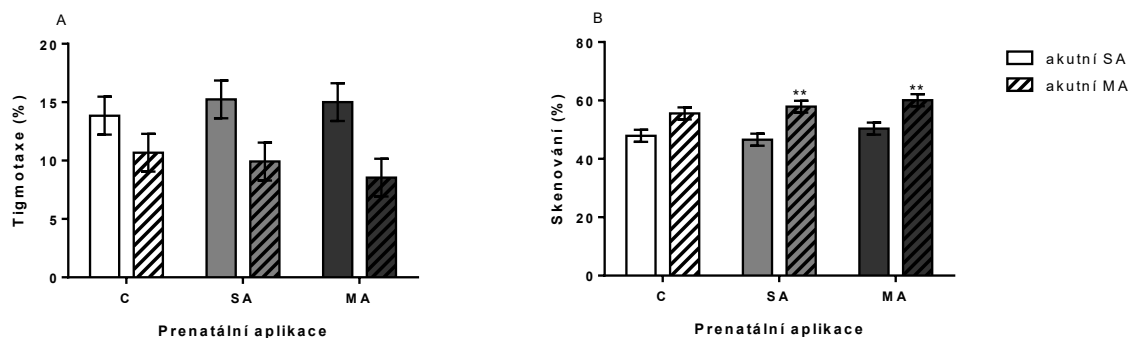 A
Tigmotaxe (%)
20
15
10
5
0
C SA MA
Prenatální aplikace
B
Skenování (%)
80
60
40
20
0
** **
C SA MA
Prenatální aplikace
akutní SA
akutní MA